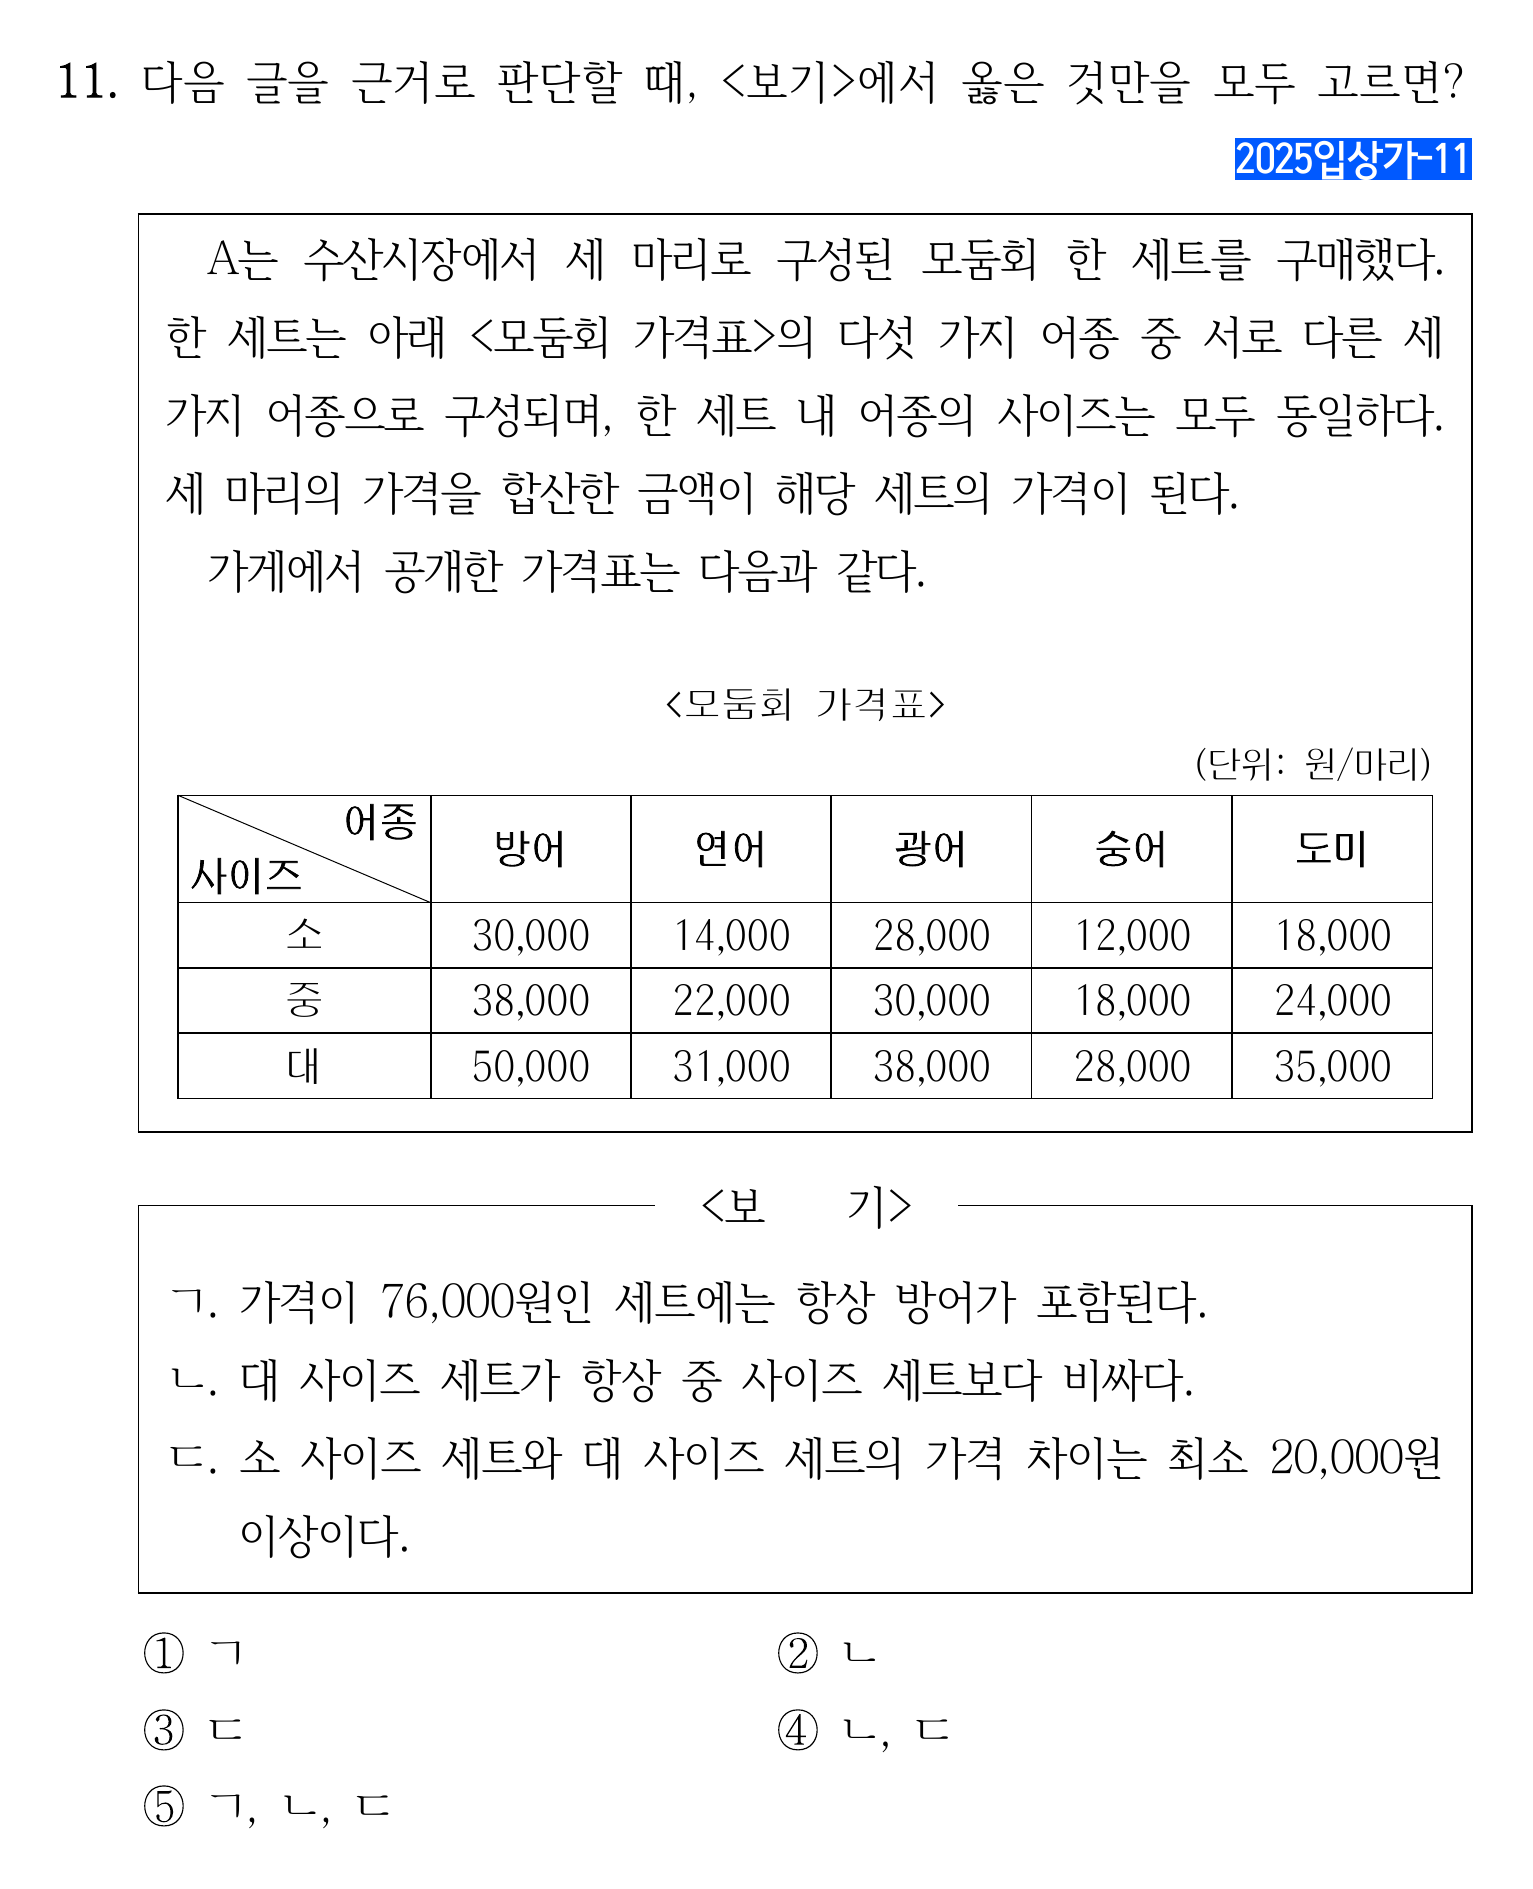 11. 다음 글을 근거로 판단할 때, <보기>에서 옳은 것만을 모두 고르면?
2025입상가-11
A는 수산시장에서 세 마리로 구성된 모둠회 한 세트를 구매했다.
한 세트는 아래 <모둠회 가격표>의 다섯 가지 어종 중 서로 다른 세
가지 어종으로 구성되며, 한 세트 내 어종의 사이즈는 모두 동일하다.
세 마리의 가격을 합산한 금액이 해당 세트의 가격이 된다.
가게에서 공개한 가격표는 다음과 같다.
<모둠회 가격표>
(단위: 원/마리)
어종 사이즈 방어 연어 광어 숭어 도미
소 30,000 14,000 28,000 12,000 18,000
중 38,000 22,000 30,000 18,000 24,000
대 50,000 31,000 38,000 28,000 35,000
<보 기>
ㄱ. 가격이 76,000원인 세트에는 항상 방어가 포함된다.
ㄴ. 대 사이즈 세트가 항상 중 사이즈 세트보다 비싸다.
ㄷ. 소 사이즈 세트와 대 사이즈 세트의 가격 차이는 최소 20,000원
이상이다.
① ㄱ ② ㄴ
③ ㄷ ④ ㄴ, ㄷ
⑤ ㄱ, ㄴ, ㄷ